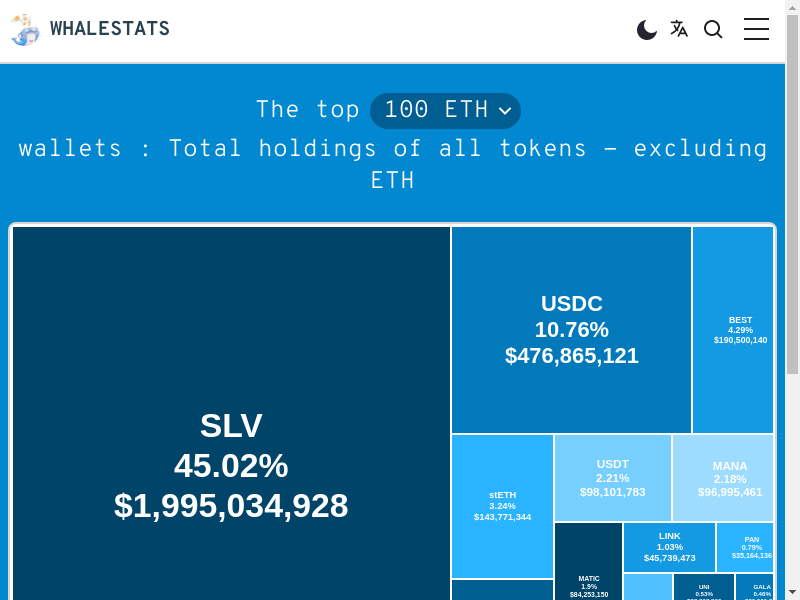 WHALESTATS
The top 100 ETH
wallets : Total holdings of all tokens – excluding
ETH
SLV
45.02%
$1,995,034,928
USDC
10.76%
$476,865,121
BEST
4.29%
$190,500,140
stETH
3.24%
$143,771,344
USDT
2.21%
$98,101,783
MANA
2.18%
$96,995,461
MATIC
1.9%
$84,253,150
LINK
1.03%
$45,739,473
PAN
0.79%
$35,164,136
UNI
0.53%
GALA
0.46%